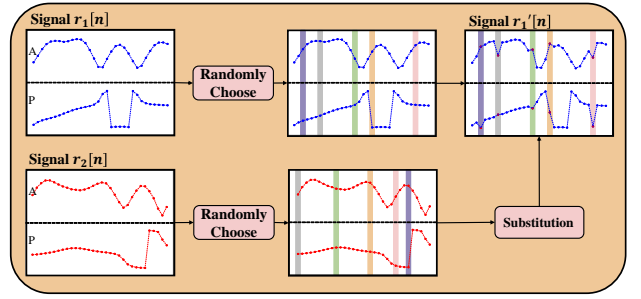 Signal r₁[n]
Signal r₁'[n]
A
P
Randomly
Choose
Signal r₂[n]
A
P
Randomly
Choose
Substitution